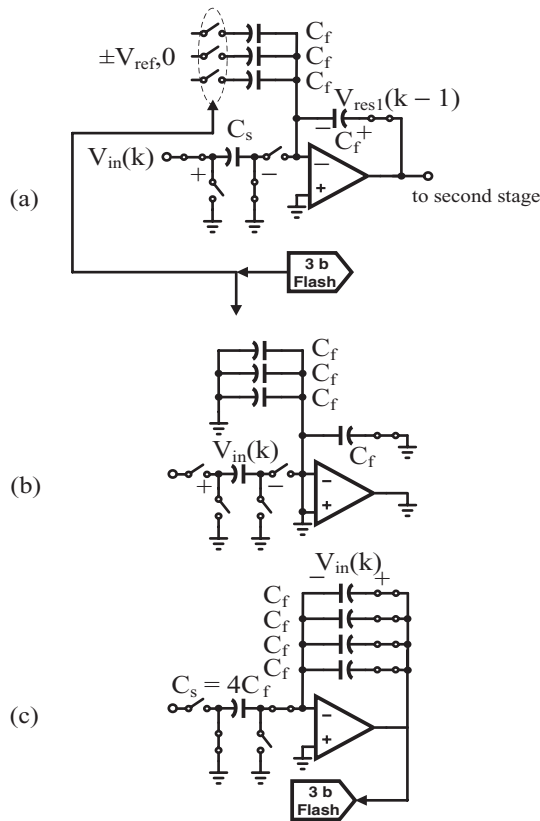 C_f
C_f
±V_ref,0
C_f
V_res1(k − 1)
−
C_f
+
C_s
V_in(k)
+
−
−
+
to second stage
(a)
3 b
Flash
C_f
C_f
C_f
C_f
V_in(k)
+
−
−
+
(b)
V_in(k)
−
+
C_f
C_f
C_f
C_f
C_s = 4C_f
−
+
(c)
3 b
Flash